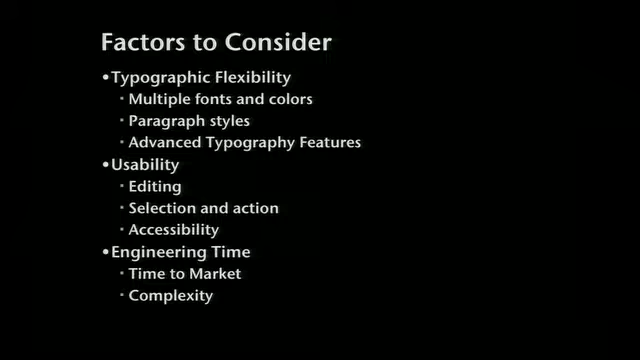 Factors to Consider
•Typographic Flexibility
▪ Multiple fonts and colors
▪ Paragraph styles
▪ Advanced Typography Features
•Usability
▪ Editing
▪ Selection and action
▪ Accessibility
•Engineering Time
▪ Time to Market
▪ Complexity